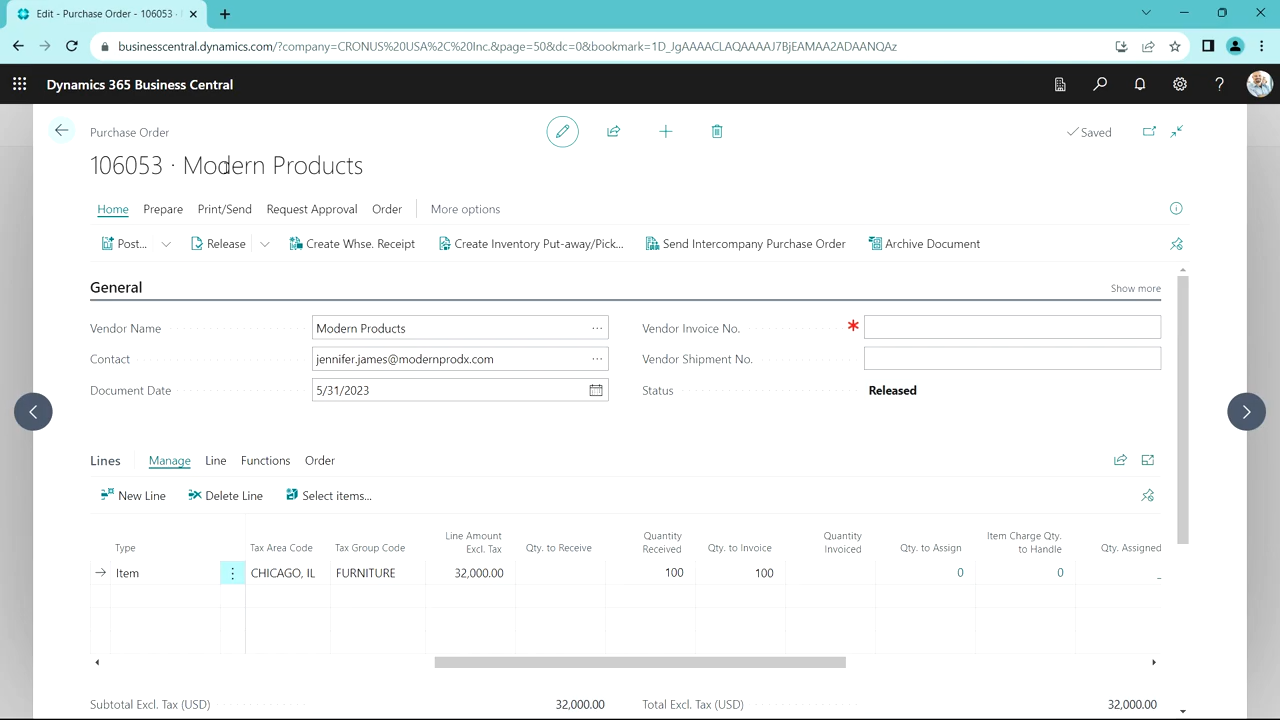 Edit - Purchase Order - 106053 ·
businesscentral.dynamics.com/?company=CRONUS%20USA%2C%20Inc.&page=50&dc=0&bookmark=1D_JgAAAACLAQAAAAJ7BjEAMAA2ADAANQAz
Dynamics 365 Business Central
Purchase Order
Saved
106053 · Modern Products
Home Prepare Print/Send Request Approval Order More options
Post... Release Create Whse. Receipt Create Inventory Put-away/Pick... Send Intercompany Purchase Order Archive Document
General Show more
Vendor Name Modern Products ... Vendor Invoice No. *
Contact jennifer.james@modernprodx.com ... Vendor Shipment No.
Document Date 5/31/2023 Status Released
Lines Manage Line Functions Order
New Line Delete Line Select items...
Type Tax Area Code Tax Group Code Line Amount Excl. Tax Qty. to Receive Quantity Received Qty. to Invoice Quantity Invoiced Qty. to Assign Item Charge Qty. to Handle Qty. Assigned
Item CHICAGO, IL FURNITURE 32,000.00 100 100 0 0 _
Subtotal Excl. Tax (USD) 32,000.00 Total Excl. Tax (USD) 32,000.00